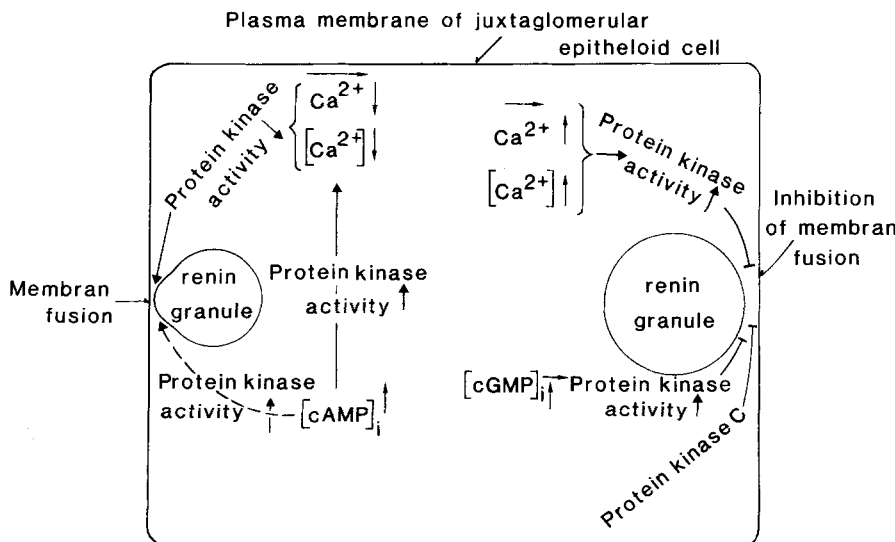 Plasma membrane of juxtaglomerular
epitheloid cell
Protein kinase
activity
Ca2+ ↓
[Ca2+] ↓
Ca2+ ↑
[Ca2+] ↑
Protein kinase
activity ↑
Inhibition
of membran
fusion
Membran
fusion
renin
granule
Protein kinase
activity ↑
renin
granule
Protein kinase
activity ↑
[cAMP]i ↑
[cGMP]i ↑
Protein kinase
activity ↑
Protein kinase C